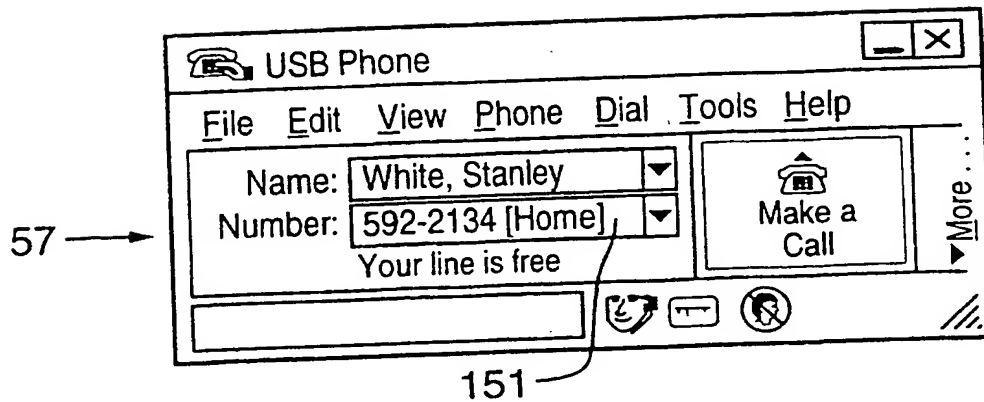 USB Phone
File Edit View Phone Dial Tools Help
Name: White, Stanley
Number: 592-2134 [Home]
Your line is free
Make a
Call
More...
57
151